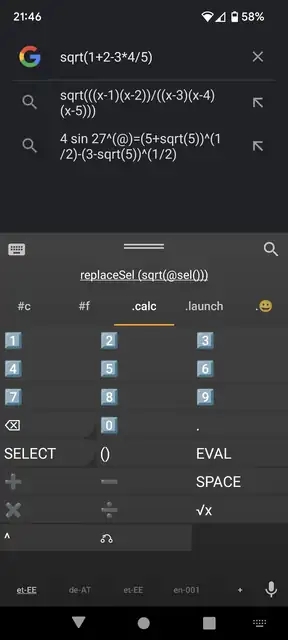 21:46
58%
sqrt(1+2-3*4/5)
sqrt(((x-1)(x-2))/((x-3)(x-4)
(x-5)))
4 sin 27^(@)=(5+sqrt(5))^(1
/2)-(3-sqrt(5))^(1/2)
replaceSel (sqrt(@sel()))
#c #f .calc .launch .😀
1 2 3
4 5 6
7 8 9
0 .
SELECT () EVAL
➕ ➖ SPACE
✖ ➗ √x
^
et-EE de-AT et-EE en-001 +